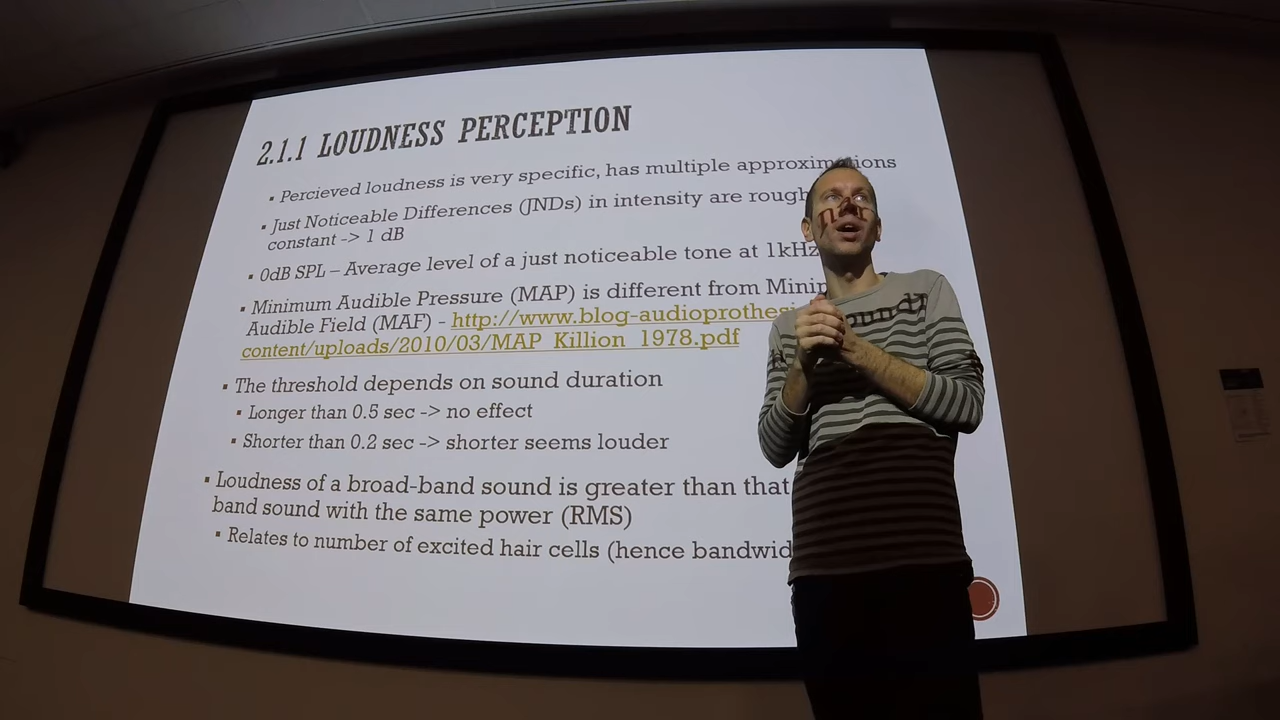 2.1.1 LOUDNESS PERCEPTION
▪ Percieved loudness is very specific, has multiple approximations
▪ Just Noticeable Differences (JNDs) in intensity are rough
constant -> 1 dB
▪ 0dB SPL – Average level of a just noticeable tone at 1kHz
▪ Minimum Audible Pressure (MAP) is different from Minim
Audible Field (MAF) - http://www.blog-audioprothesi
content/uploads/2010/03/MAP_Killion_1978.pdf
▪ The threshold depends on sound duration
▪ Longer than 0.5 sec -> no effect
▪ Shorter than 0.2 sec -> shorter seems louder
▪ Loudness of a broad-band sound is greater than that
band sound with the same power (RMS)
▪ Relates to number of excited hair cells (hence bandwid